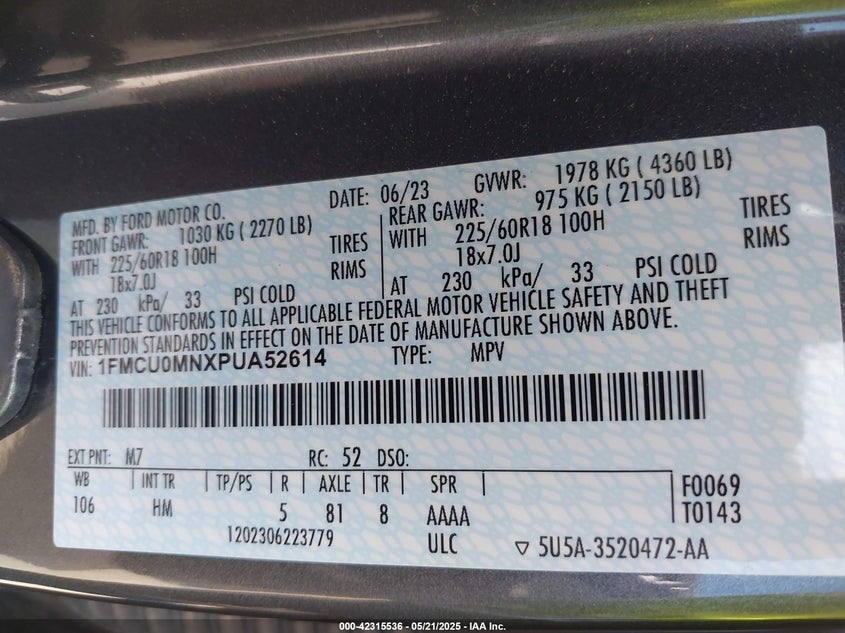 MFD. BY FORD MOTOR CO. DATE: 06/23 GVWR: 1978 KG ( 4360 LB)
FRONT GAWR: 1030 KG ( 2270 LB) REAR GAWR: 975 KG ( 2150 LB)
WITH 225/60R18 100H TIRES WITH 225/60R18 100H TIRES
18x7.0J RIMS 18x7.0J RIMS
AT 230 kPa/ 33 PSI COLD AT 230 kPa/ 33 PSI COLD
THIS VEHICLE CONFORMS TO ALL APPLICABLE FEDERAL MOTOR VEHICLE SAFETY AND THEFT
PREVENTION STANDARDS IN EFFECT ON THE DATE OF MANUFACTURE SHOWN ABOVE.
VIN: 1FMCU0MNXPUA52614 TYPE: MPV
EXT PNT: M7 RC: 52 DSO:
WB INT TR TP/PS R AXLE TR SPR F0069
106 HM 5 81 8 AAAA T0143
1202306223779 ULC ▽ 5U5A-3520472-AA
000-42315536 - 05/21/2025 - IAA Inc.